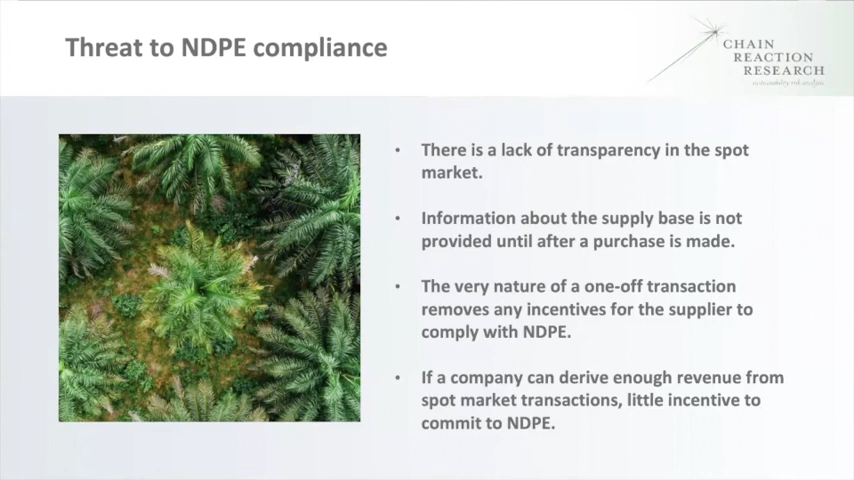 Threat to NDPE compliance
CHAIN
REACTION
RESEARCH
sustainability risk analysis
• There is a lack of transparency in the spot
market.
• Information about the supply base is not
provided until after a purchase is made.
• The very nature of a one-off transaction
removes any incentives for the supplier to
comply with NDPE.
• If a company can derive enough revenue from
spot market transactions, little incentive to
commit to NDPE.